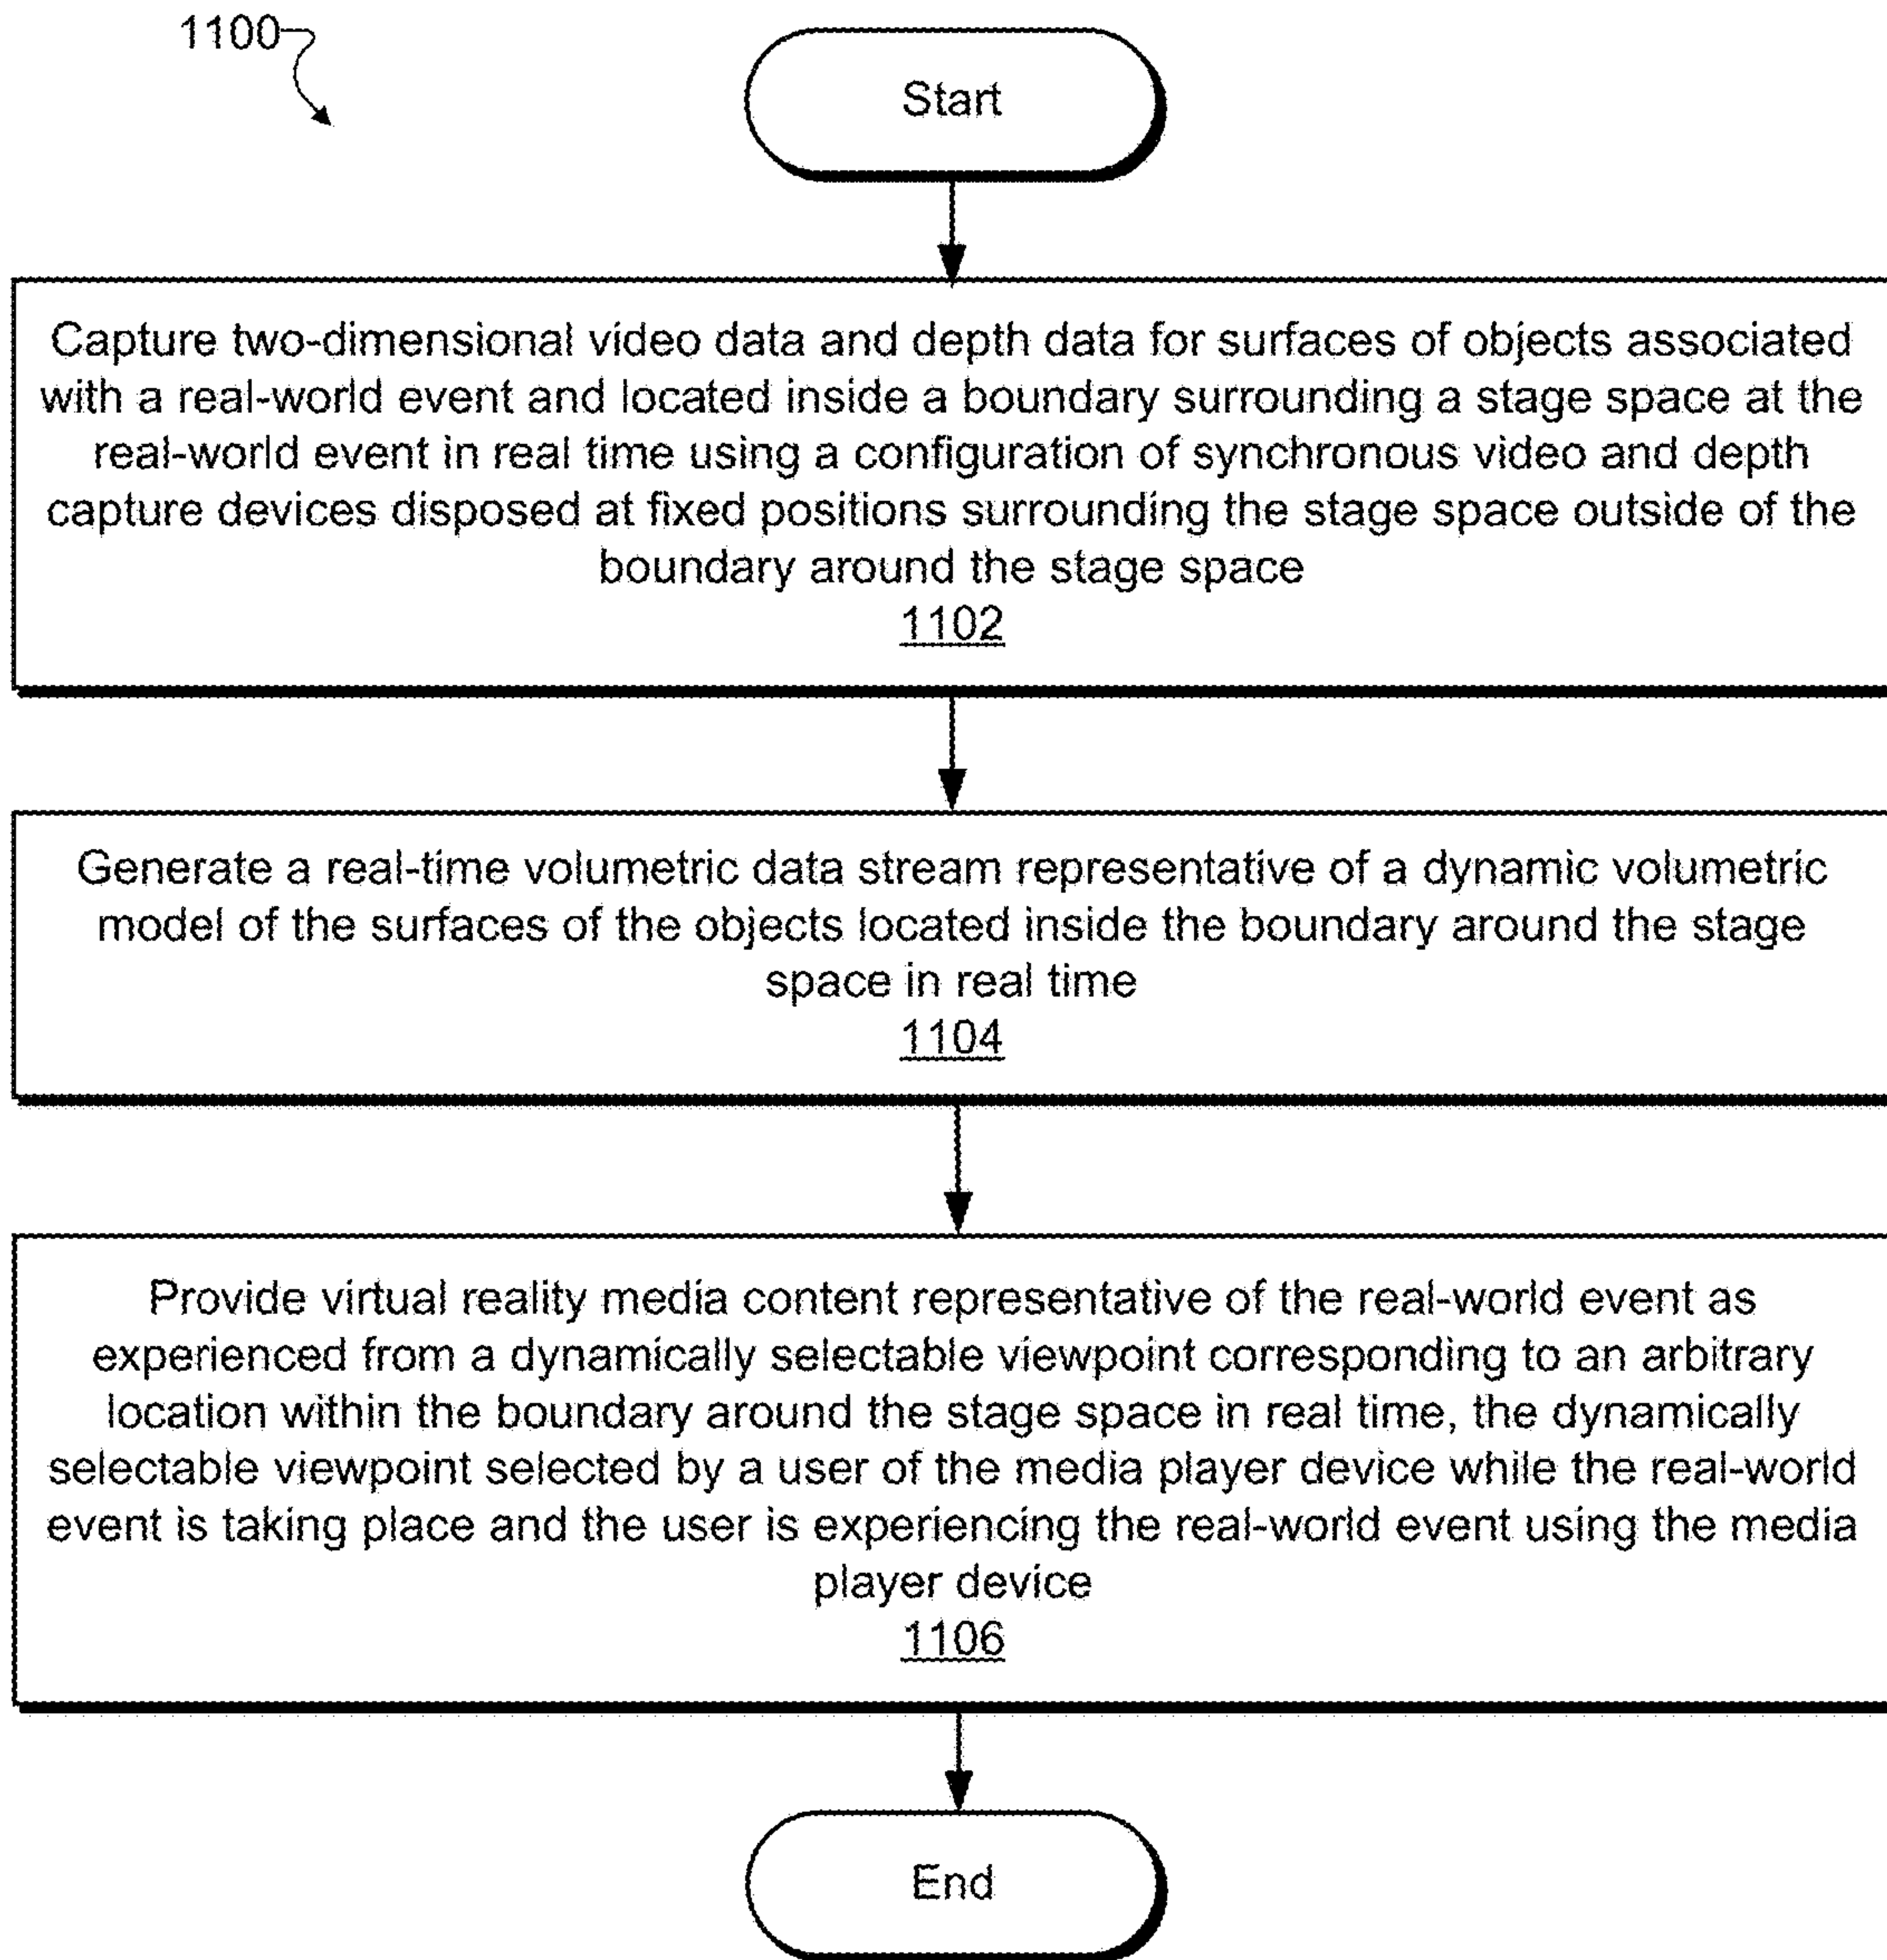 1100
Start
Capture two-dimensional video data and depth data for surfaces of objects associated
with a real-world event and located inside a boundary surrounding a stage space at the
real-world event in real time using a configuration of synchronous video and depth
capture devices disposed at fixed positions surrounding the stage space outside of the
boundary around the stage space
1102
Generate a real-time volumetric data stream representative of a dynamic volumetric
model of the surfaces of the objects located inside the boundary around the stage
space in real time
1104
Provide virtual reality media content representative of the real-world event as
experienced from a dynamically selectable viewpoint corresponding to an arbitrary
location within the boundary around the stage space in real time, the dynamically
selectable viewpoint selected by a user of the media player device while the real-world
event is taking place and the user is experiencing the real-world event using the media
player device
1106
End